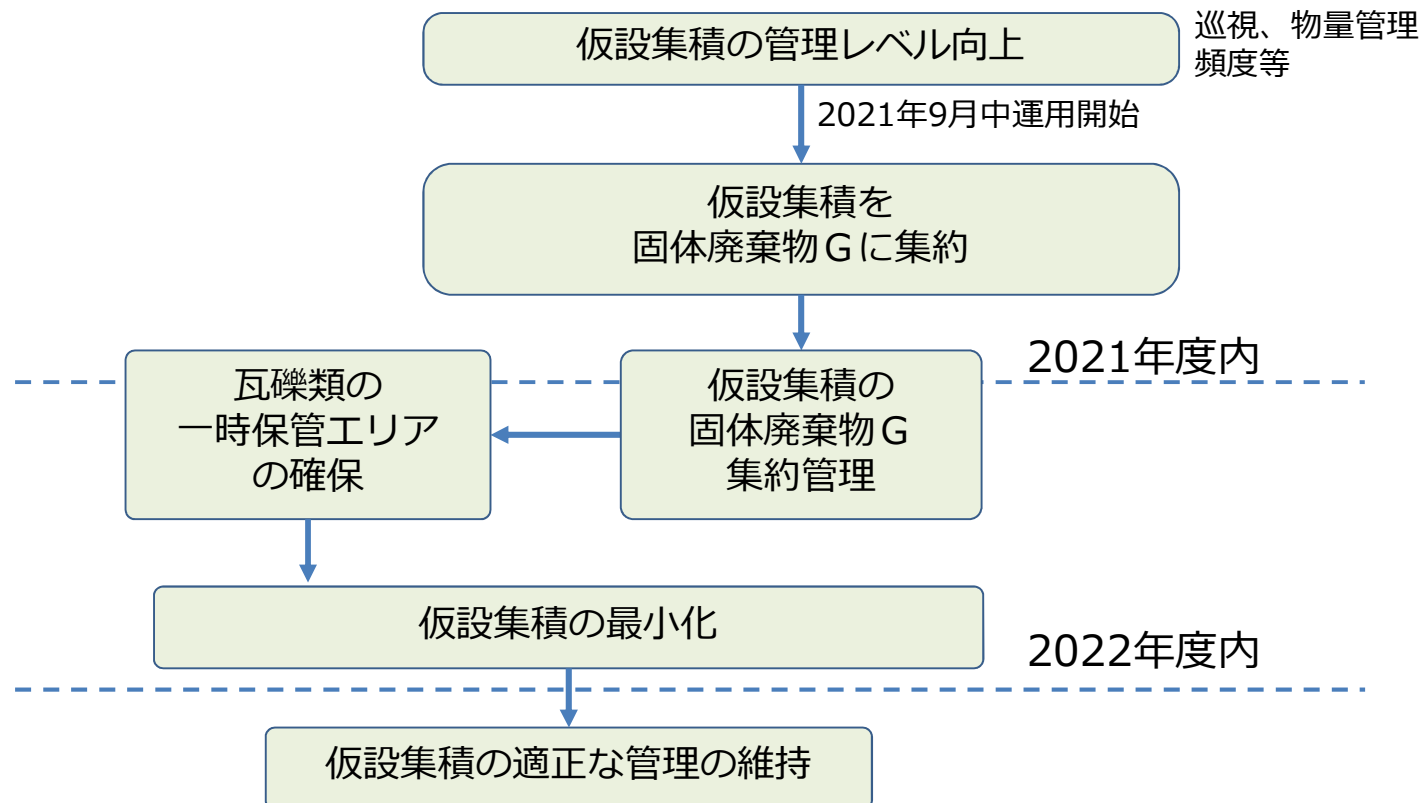 仮設集積の管理レベル向上
巡視、物量管理
頻度等
2021年9月中運用開始
仮設集積を
固体廃棄物Gに集約
2021年度内
瓦礫類の
一時保管エリア
の確保
仮設集積の
固体廃棄物G
集約管理
仮設集積の最小化
2022年度内
仮設集積の適正な管理の維持